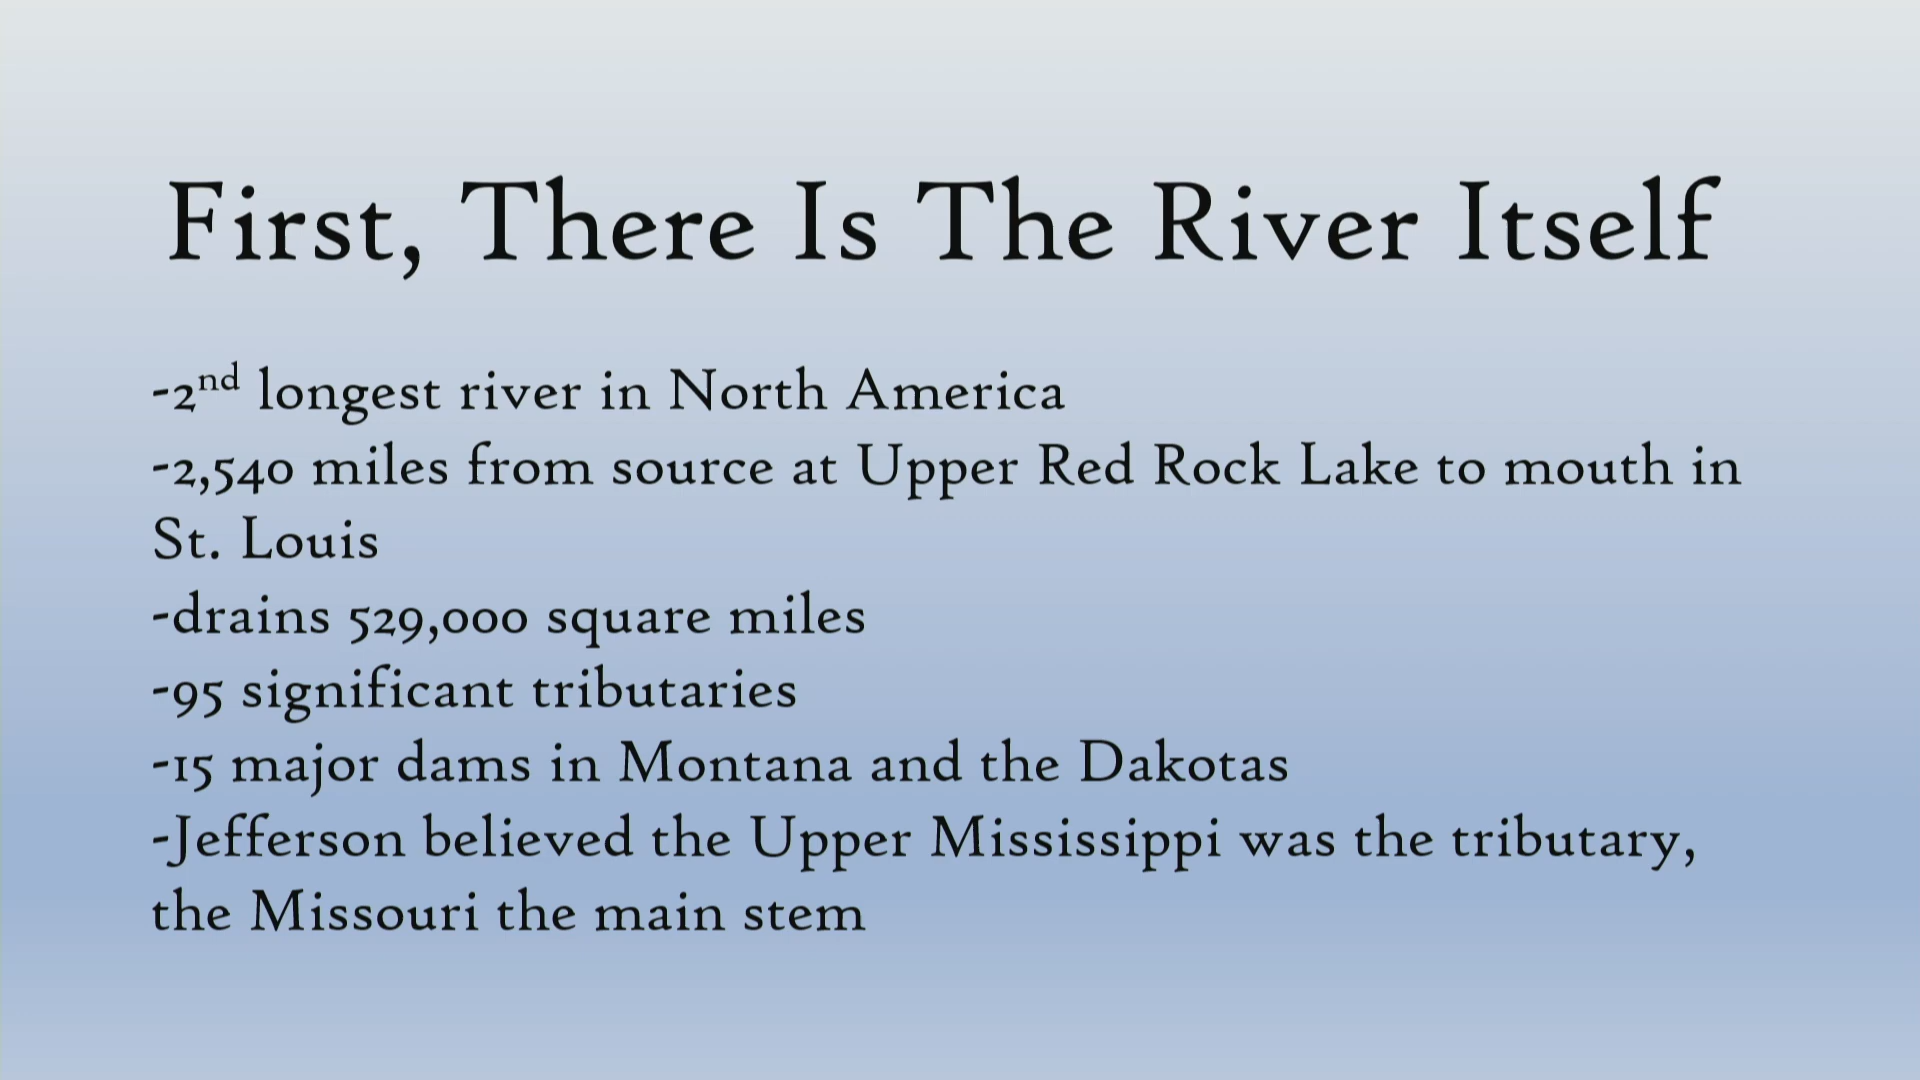 First, There Is The River Itself
-2nd longest river in North America
-2,540 miles from source at Upper Red Rock Lake to mouth in
St. Louis
-drains 529,000 square miles
-95 significant tributaries
-15 major dams in Montana and the Dakotas
-Jefferson believed the Upper Mississippi was the tributary,
the Missouri the main stem